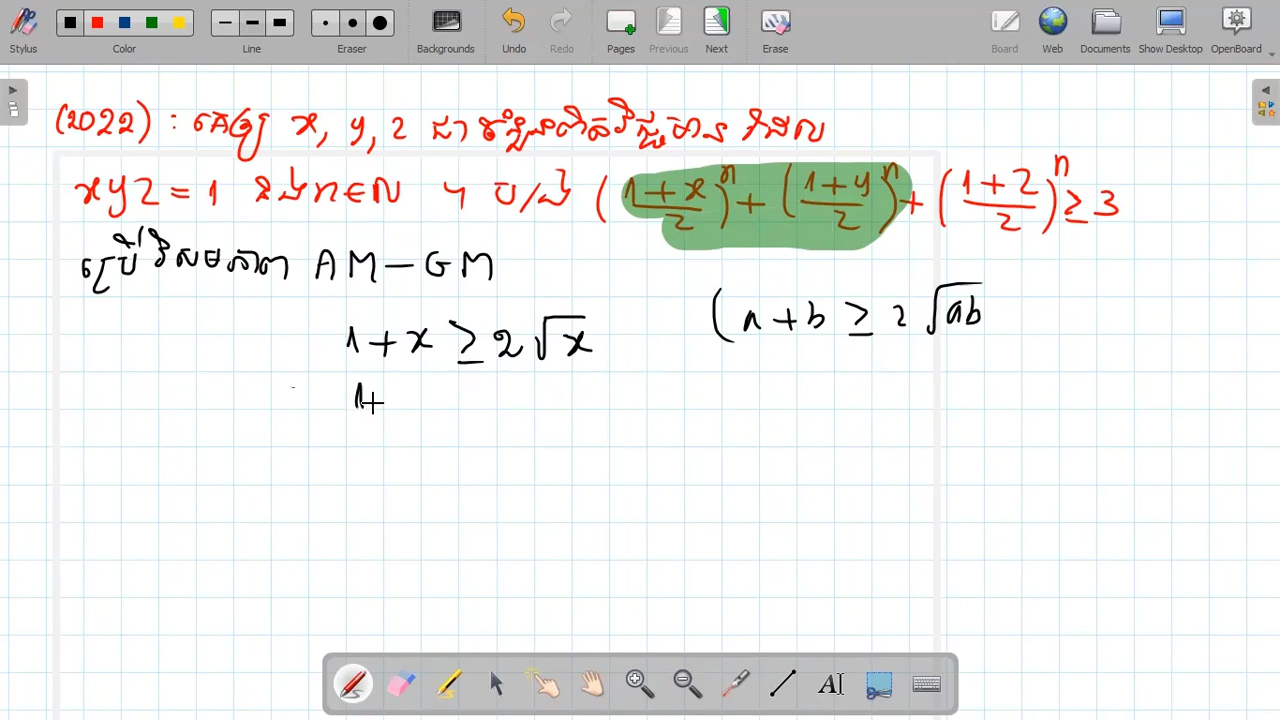 Stylus Color Line Eraser Backgrounds Undo Redo Pages Previous Next Erase Board Web Documents Show Desktop OpenBoard
(2022) : គេឲ្យ x, y, z ជាចំនួនពិតវិជ្ជមាន ដែល
xyz = 1 និង n∈ ។ ប/ញ (1+x/2)^n + (1+y/2)^n + (1+z/2)^n ≥ 3
ប្រើវិសមភាព AM-GM
(a+b ≥ 2√ab
1+x ≥ 2√x
1+